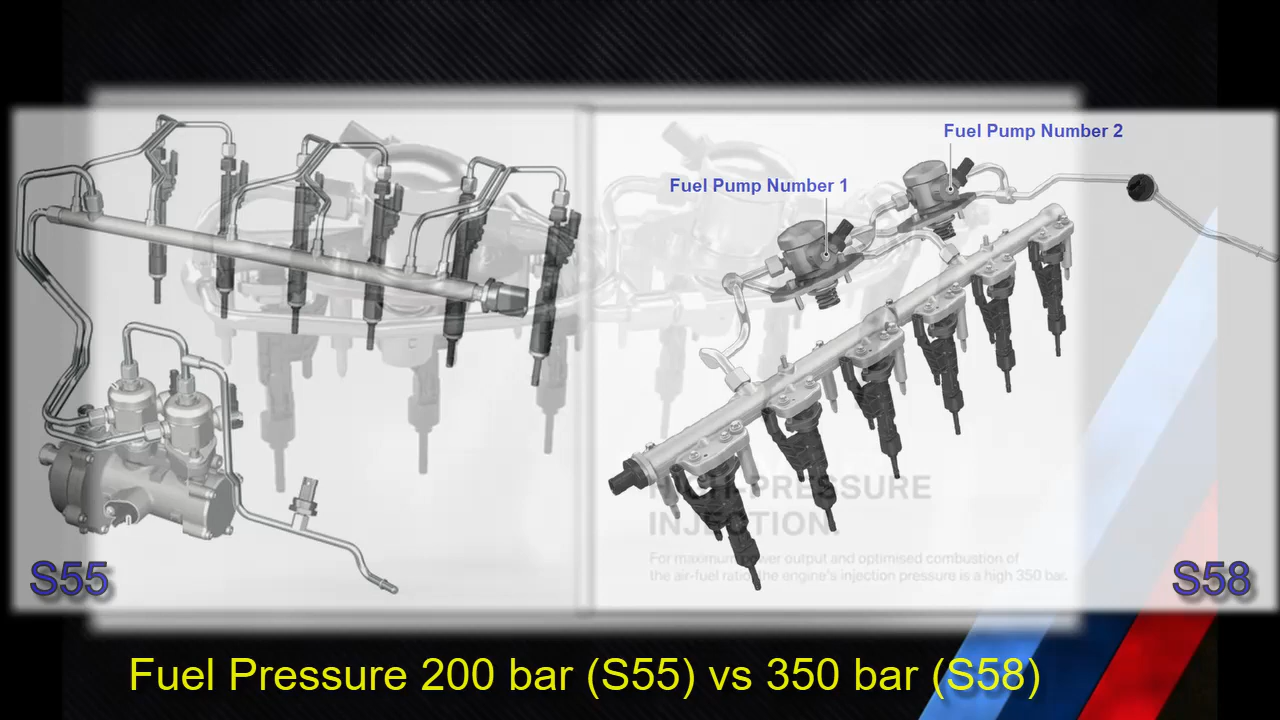 Fuel Pump Number 2
Fuel Pump Number 1
HIGH-PRESSURE
INJECTION.
For maximum power output and optimised combustion of
the air-fuel ratio, the engine's injection pressure is a high 350 bar.
S55
S58
Fuel Pressure 200 bar (S55) vs 350 bar (S58)